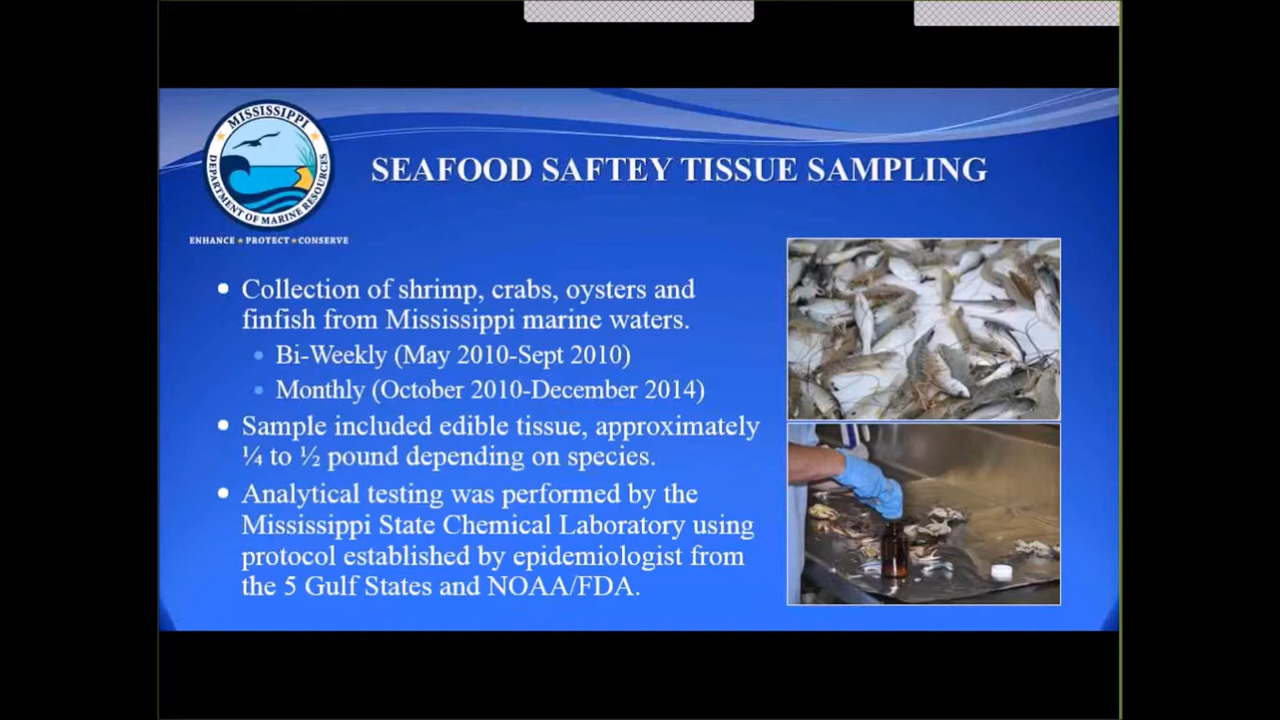 MISSISSIPPI
DEPARTMENT OF MARINE RESOURCES
ENHANCE ★ PROTECT ★ CONSERVE
SEAFOOD SAFTEY TISSUE SAMPLING
• Collection of shrimp, crabs, oysters and
finfish from Mississippi marine waters.
• Bi-Weekly (May 2010-Sept 2010)
• Monthly (October 2010-December 2014)
• Sample included edible tissue, approximately
¼ to ½ pound depending on species.
• Analytical testing was performed by the
Mississippi State Chemical Laboratory using
protocol established by epidemiologist from
the 5 Gulf States and NOAA/FDA.